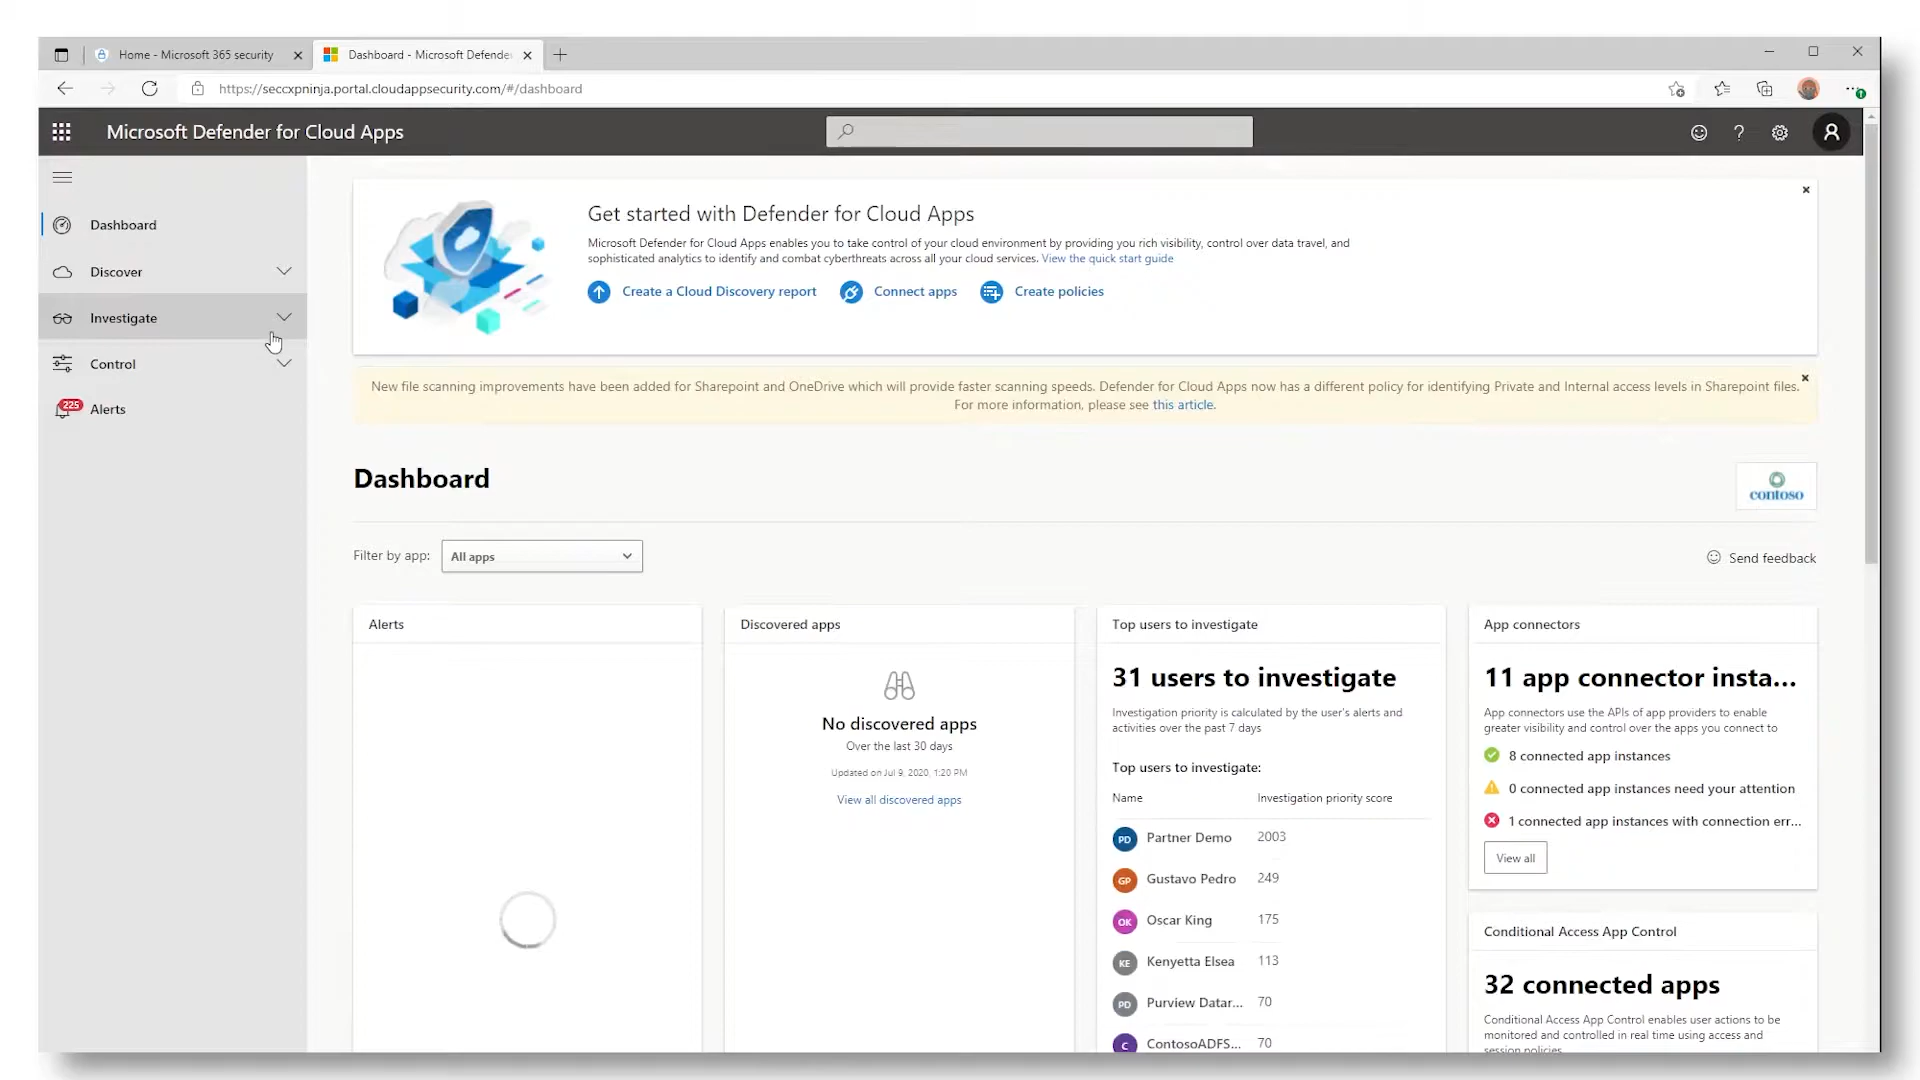 Home - Microsoft 365 security
Dashboard - Microsoft Defende
https://seccxpninja.portal.cloudappsecurity.com/#/dashboard
Microsoft Defender for Cloud Apps
?
Dashboard
Discover
Investigate
Control
225
Alerts
Get started with Defender for Cloud Apps
Microsoft Defender for Cloud Apps enables you to take control of your cloud environment by providing you rich visibility, control over data travel, and
sophisticated analytics to identify and combat cyberthreats across all your cloud services. View the quick start guide
Create a Cloud Discovery report
Connect apps
Create policies
New file scanning improvements have been added for Sharepoint and OneDrive which will provide faster scanning speeds. Defender for Cloud Apps now has a different policy for identifying Private and Internal access levels in Sharepoint files.
For more information, please see this article.
Dashboard
contoso
Filter by app: All apps
Send feedback
Alerts
Discovered apps
No discovered apps
Over the last 30 days
Updated on Jul 9, 2020, 1:20 PM
View all discovered apps
Top users to investigate
31 users to investigate
Investigation priority is calculated by the user's alerts and
activities over the past 7 days
Top users to investigate:
Name Investigation priority score
PD Partner Demo 2003
GP Gustavo Pedro 249
OK Oscar King 175
KE Kenyetta Elsea 113
PD Purview Datar... 70
C ContosoADFS... 70
App connectors
11 app connector insta...
App connectors use the APIs of app providers to enable
greater visibility and control over the apps you connect to
8 connected app instances
0 connected app instances need your attention
1 connected app instances with connection err...
View all
Conditional Access App Control
32 connected apps
Conditional Access App Control enables user actions to be
monitored and controlled in real time using access and
session policies